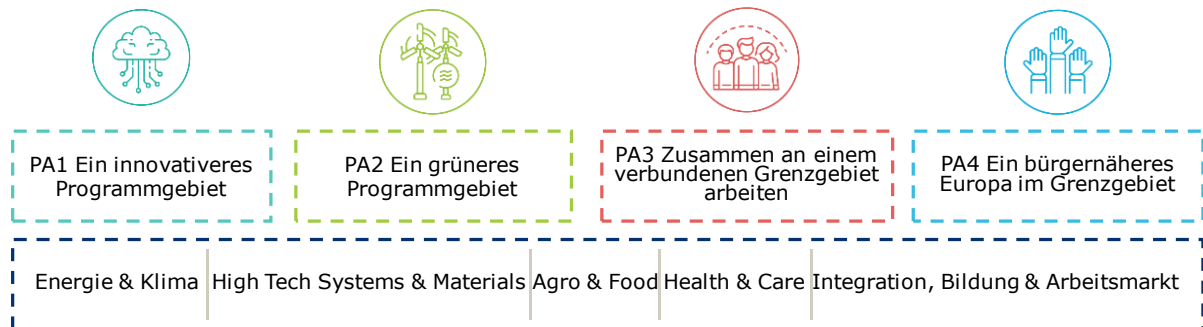 PA1 Ein innovativeres
Programmgebiet
PA2 Ein grüneres
Programmgebiet
PA3 Zusammen an einem
verbundenen Grenzgebiet
arbeiten
PA4 Ein bürgernäheres
Europa im Grenzgebiet
Energie & Klima
High Tech Systems & Materials
Agro & Food
Health & Care
Integration, Bildung & Arbeitsmarkt